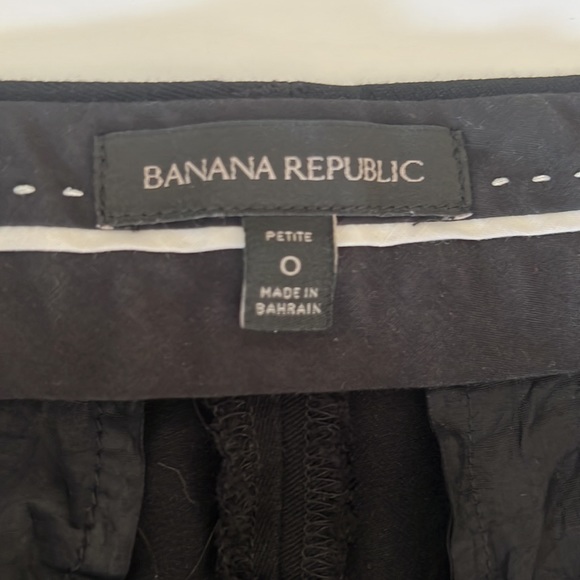 BANANA REPUBLIC
PETITE
0
MADE IN
BAHRAIN